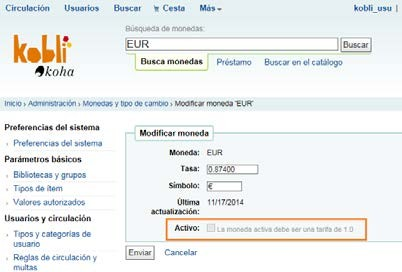 Circulación Usuarios Buscar Cesta Más kobli_usu |
kobli
koha
Búsqueda de monedas:
EUR Buscar
Busca monedas Préstamo Buscar en el catálogo
Inicio › Administración › Monedas y tipo de cambio › Modificar moneda 'EUR'
Preferencias del sistema
Preferencias del sistema
Parámetros básicos
Bibliotecas y grupos
Tipos de ítem
Valores autorizados
Usuarios y circulación
Tipos y categorías de
usuario
Reglas de circulación y
multas
Modificar moneda
Moneda: EUR
Tasa: 0.87400
Símbolo: €
Última
actualización: 11/17/2014
Activo: La moneda activa debe ser una tarifa de 1.0
Enviar Cancelar